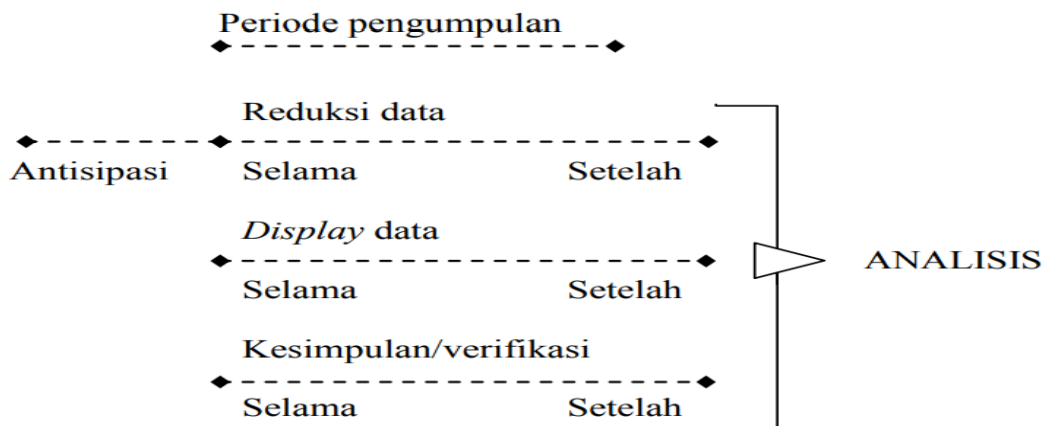 Periode pengumpulan
Reduksi data
Antisipasi Selama Setelah
Display data
ANALISIS
Selama Setelah
Kesimpulan/verifikasi
Selama Setelah